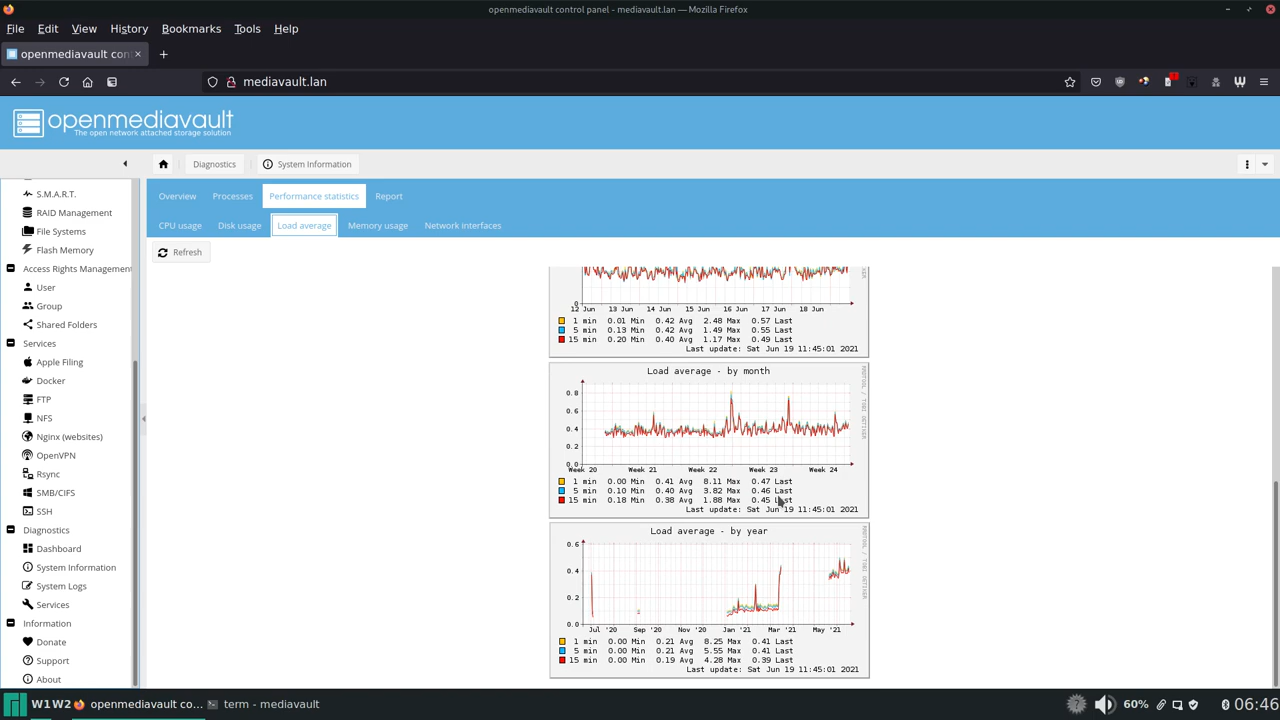 openmediavault control panel - mediavault.lan — Mozilla Firefox
File Edit View History Bookmarks Tools Help
openmediavault con
mediavault.lan
openmediavault
The open network attached storage solution
Diagnostics System Information
S.M.A.R.T.
RAID Management
File Systems
Flash Memory
Access Rights Management
User
Group
Shared Folders
Services
Apple Filing
Docker
FTP
NFS
Nginx (websites)
OpenVPN
Rsync
SMB/CIFS
SSH
Diagnostics
Dashboard
System Information
System Logs
Services
Information
Donate
Support
About
Overview Processes Performance statistics Report
CPU usage Disk usage Load average Memory usage Network interfaces
Refresh
0
12 Jun 13 Jun 14 Jun 15 Jun 16 Jun 17 Jun 18 Jun
1 min 0.01 Min 0.42 Avg 2.48 Max 0.57 Last
5 min 0.13 Min 0.42 Avg 1.49 Max 0.55 Last
15 min 0.20 Min 0.40 Avg 1.17 Max 0.49 Last
Last update: Sat Jun 19 11:45:01 2021
Load average - by month
RRDTOOL / TOBI OETIKER
0.8
0.6
0.4
0.2
0.0
Week 20 Week 21 Week 22 Week 23 Week 24
1 min 0.00 Min 0.41 Avg 8.11 Max 0.47 Last
5 min 0.10 Min 0.40 Avg 3.82 Max 0.46 Last
15 min 0.18 Min 0.38 Avg 1.88 Max 0.45 Last
Last update: Sat Jun 19 11:45:01 2021
Load average - by year
RRDTOOL / TOBI OETIKER
0.6
0.4
0.2
0.0
Jul '20 Sep '20 Nov '20 Jan '21 Mar '21 May '21
1 min 0.00 Min 0.21 Avg 8.25 Max 0.41 Last
5 min 0.00 Min 0.21 Avg 5.55 Max 0.41 Last
15 min 0.00 Min 0.19 Avg 4.28 Max 0.39 Last
Last update: Sat Jun 19 11:45:01 2021
W1 W2 openmediavault co... term - mediavault 60% 06:46